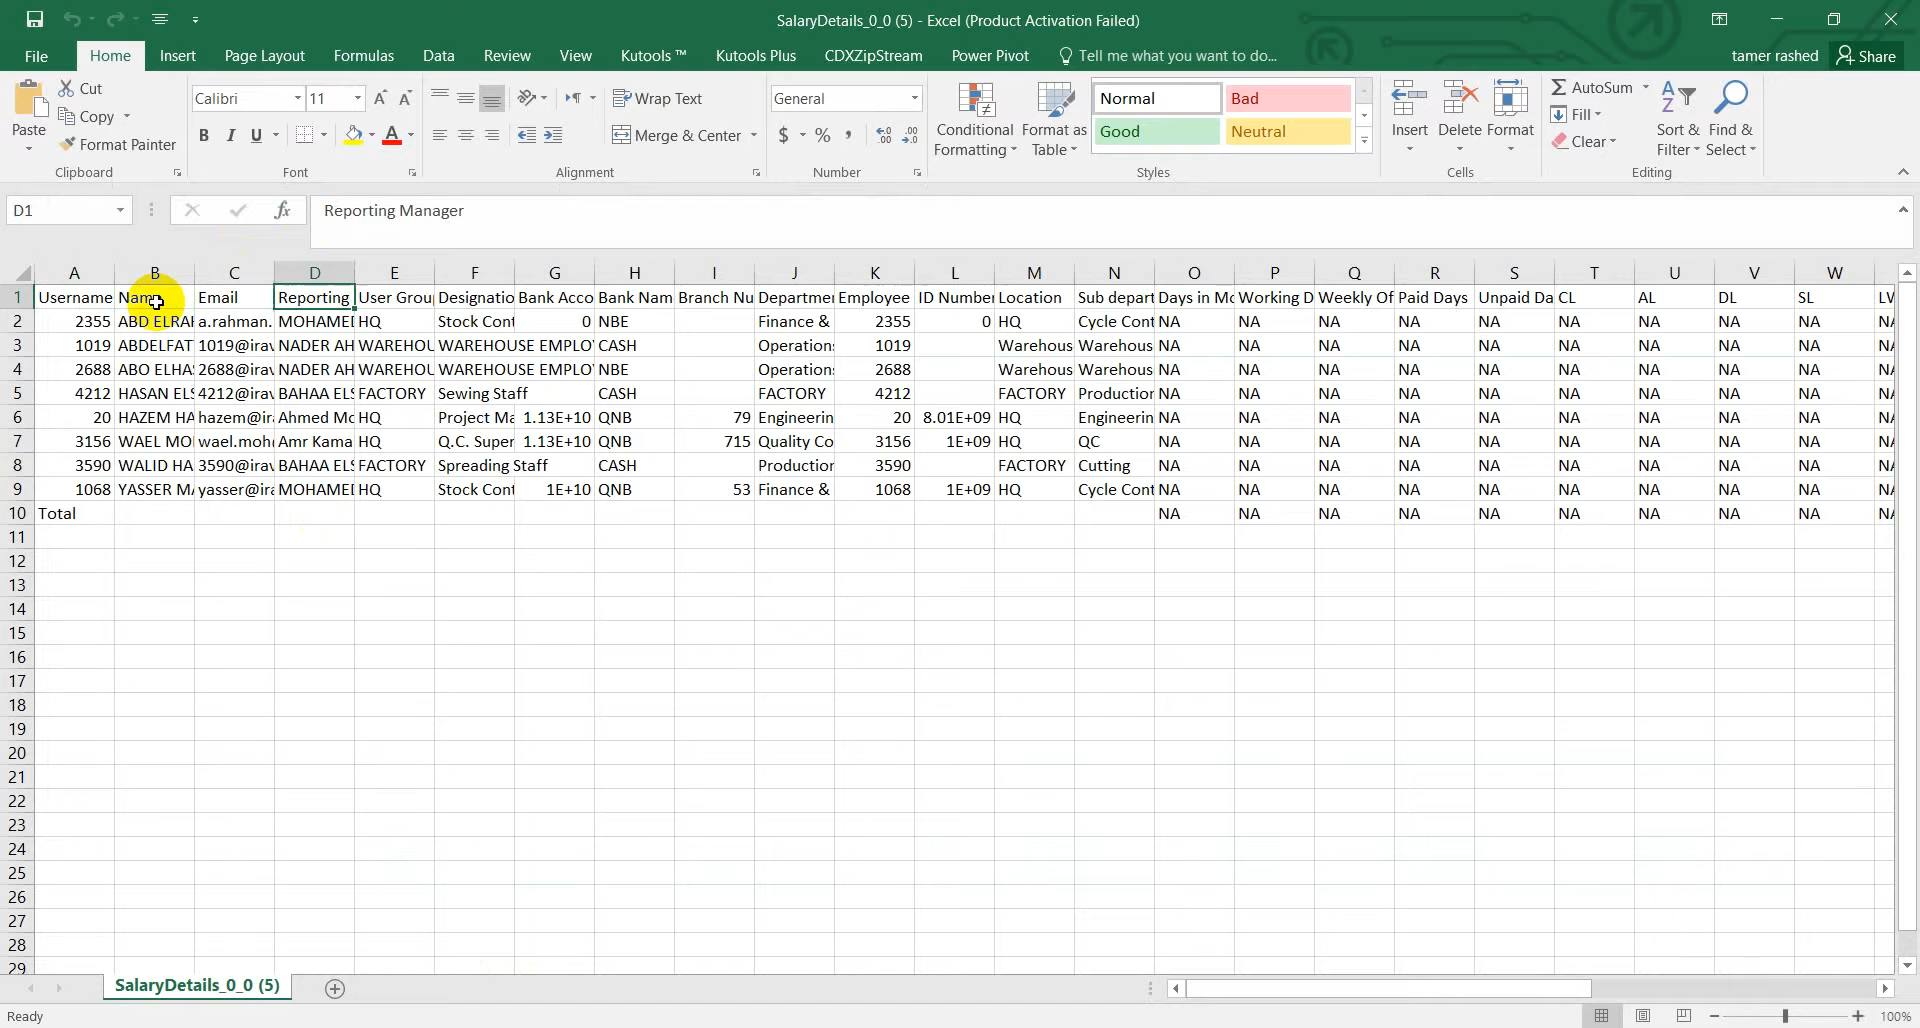 SalaryDetails_0_0 (5) - Excel (Product Activation Failed)
File Home Insert Page Layout Formulas Data Review View Kutools ™ Kutools Plus CDXZipStream Power Pivot Tell me what you want to do... tamer rashed Share
Paste Cut Copy Format Painter Clipboard
Calibri 11 A A B I U A Font
Wrap Text Merge & Center Alignment
General $ % , Number
Conditional Formatting Format as Table Normal Bad Good Neutral Styles
Insert Delete Format Cells
AutoSum Fill Clear Sort & Filter Find & Select Editing
D1 fx Reporting Manager
A B C D E F G H I J K L M N O P Q R S T U V W
1 Username Name Email Reporting User Grou Designatio Bank Acco Bank Nam Branch Nu Departmer Employee ID Number Location Sub depart Days in Mo Working D Weekly Of Paid Days Unpaid Da CL AL DL SL LW
2 2355 ABD ELRAH a.rahman. MOHAMED HQ Stock Cont 0 NBE Finance & 2355 0 HQ Cycle Cont NA NA NA NA NA NA NA NA NA NA
3 1019 ABDELFAT 1019@irav NADER AH WAREHOU WAREHOUSE EMPLO CASH Operation: 1019 Warehous Warehous NA NA NA NA NA NA NA NA NA NA
4 2688 ABO ELHAS 2688@irav NADER AH WAREHOU WAREHOUSE EMPLO NBE Operation: 2688 Warehous Warehous NA NA NA NA NA NA NA NA NA NA
5 4212 HASAN ELS 4212@irav BAHAA ELS FACTORY Sewing Staff CASH FACTORY 4212 FACTORY Production NA NA NA NA NA NA NA NA NA NA
6 20 HAZEM HA hazem@ira Ahmed Mo HQ Project Ma 1.13E+10 QNB 79 Engineerin 20 8.01E+09 HQ Engineerin NA NA NA NA NA NA NA NA NA NA
7 3156 WAEL MOH wael.moha Amr Kama HQ Q.C. Super 1.13E+10 QNB 715 Quality Co 3156 1E+09 HQ QC NA NA NA NA NA NA NA NA NA NA
8 3590 WALID HA 3590@irav BAHAA ELS FACTORY Spreading Staff CASH Production 3590 FACTORY Cutting NA NA NA NA NA NA NA NA NA NA
9 1068 YASSER MA yasser@ira MOHAMED HQ Stock Cont 1E+10 QNB 53 Finance & 1068 1E+09 HQ Cycle Cont NA NA NA NA NA NA NA NA NA NA
10 Total NA NA NA NA NA NA NA NA NA NA
11
12
13
14
15
16
17
18
19
20
21
22
23
24
25
26
27
28
29
SalaryDetails_0_0 (5)
Ready 100%